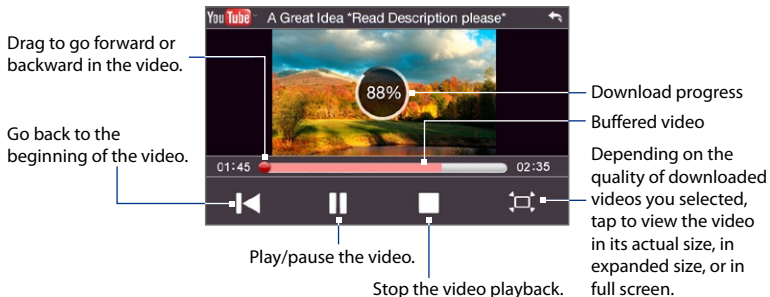 You Tube A Great Idea *Read Description please*
Drag to go forward or
backward in the video.
88%
Download progress
Buffered video
Go back to the
beginning of the video.
01:45 02:35
Depending on the
quality of downloaded
videos you selected,
tap to view the video
in its actual size, in
expanded size, or in
full screen.
Play/pause the video.
Stop the video playback.